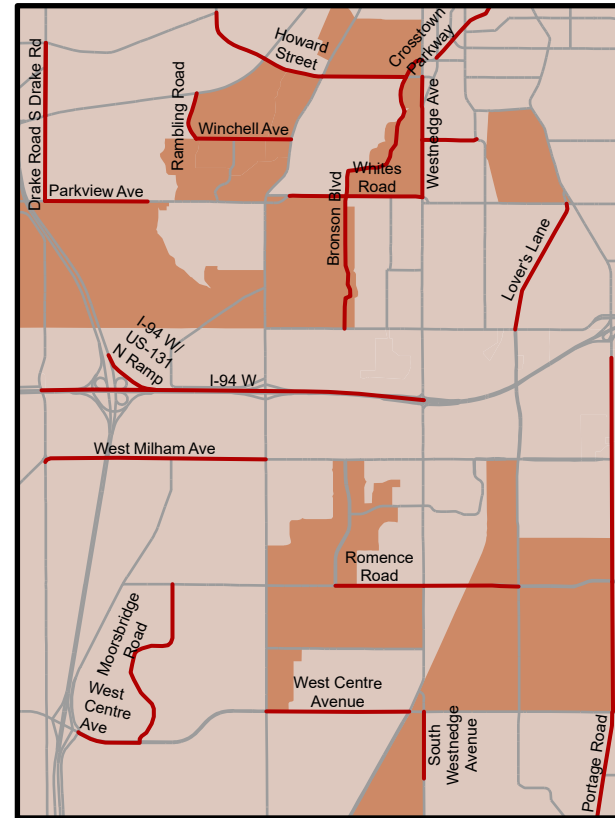 Drake Road S Drake Rd
Rambling Road
Howard
Street
Crosstown
Parkway
Westnedge Ave
Winchell Ave
Whites
Road
Parkview Ave
Bronson Blvd
Lover's Lane
I-94 W/
US-131
N Ramp
I-94 W
West Milham Ave
Romence
Road
Moorsbridge
Road
West
Centre
Ave
West Centre
Avenue
South
Westnedge
Avenue
Portage Road